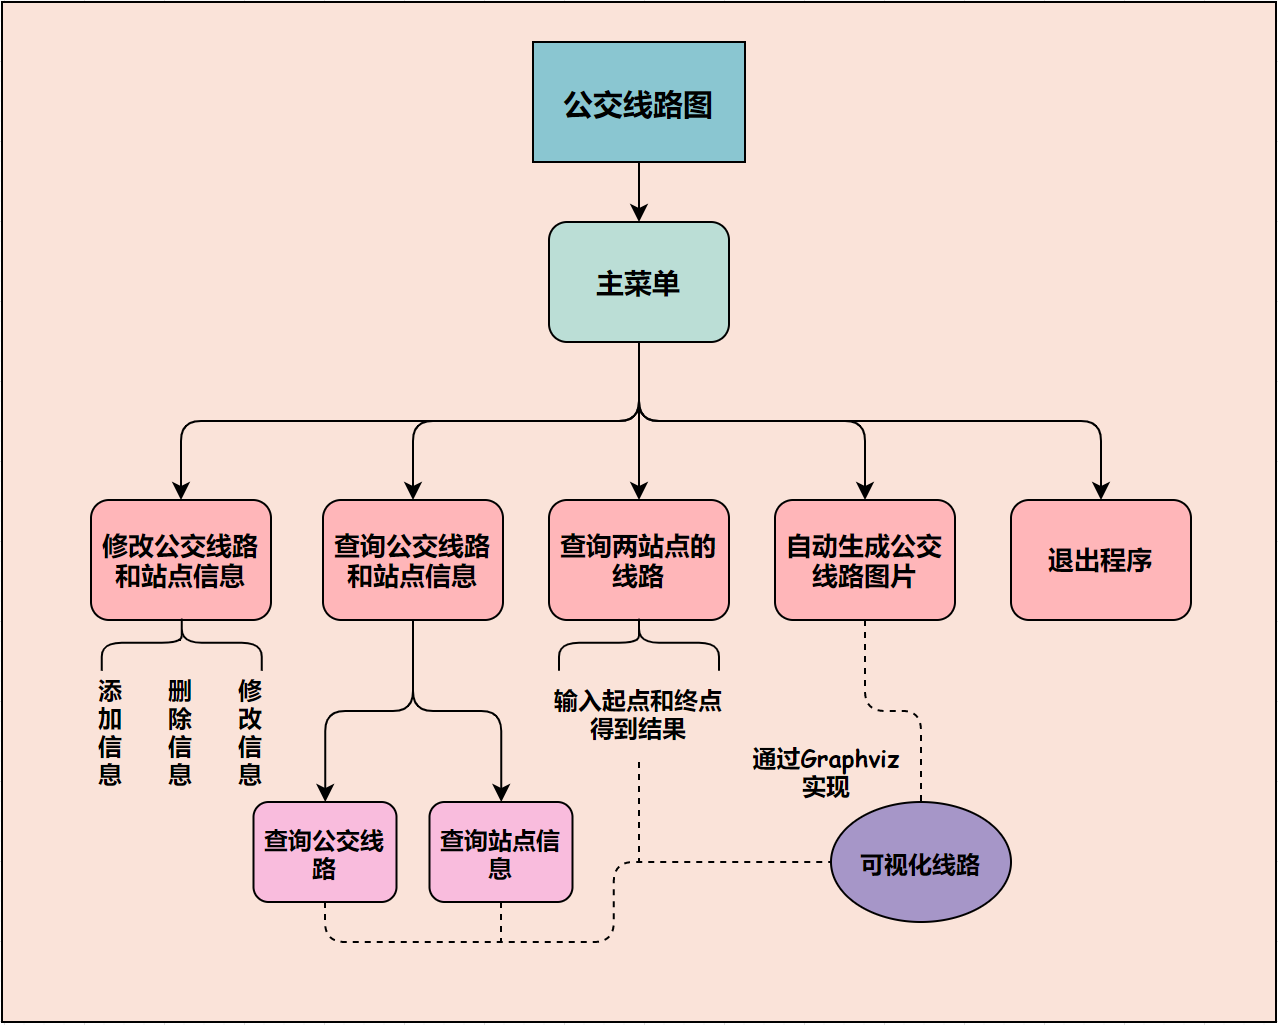 公交线路图
主菜单
修改公交线路
和站点信息
查询公交线路
和站点信息
查询两站点的
线路
自动生成公交
线路图片
退出程序
添
加
信
息
删
除
信
息
修
改
信
息
输入起点和终点
得到结果
通过Graphviz
实现
查询公交线
路
查询站点信
息
可视化线路